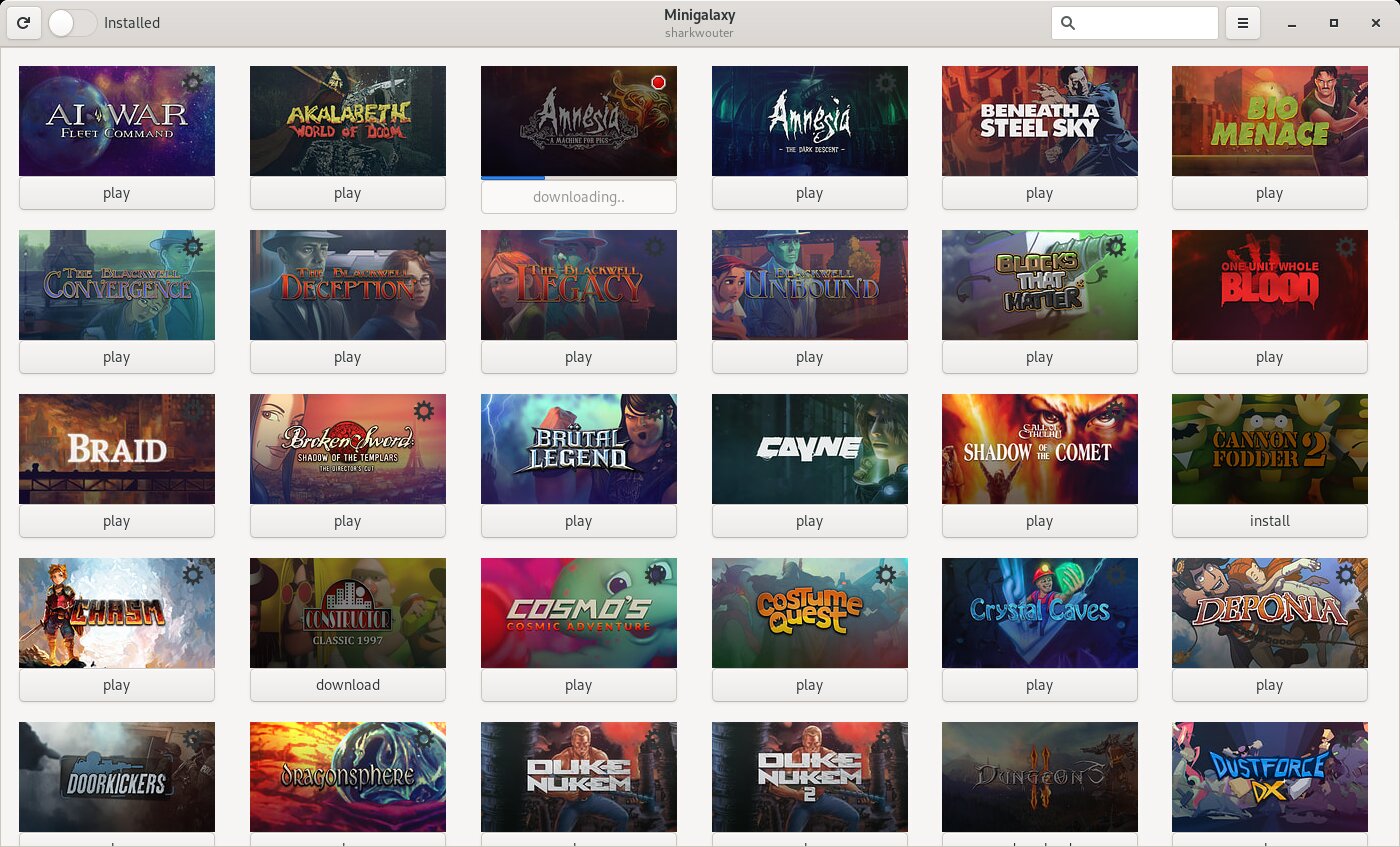 Installed
Minigalaxy
sharkwouter
AI WAR
FLEET COMMAND
AKALABETH
WORLD OF DOOM
Amnesia
A MACHINE FOR PIGS
Amnesia
THE DARK DESCENT
BENEATH A
STEEL SKY
BIO
MENACE
play
play
downloading..
play
play
play
THE BLACKWELL
CONVERGENCE
THE BLACKWELL
DECEPTION
THE BLACKWELL
LEGACY
BLACKWELL
UNBOUND
BLOCKS
THAT
MATTER
ONE UNIT WHOLE
BLOOD
play
play
play
play
play
play
BRAID
Broken Sword
SHADOW OF THE TEMPLARS
THE DIRECTOR'S CUT
BRÜTAL
LEGEND
CAYNE
CALL OF
CTHULHU
SHADOW OF THE COMET
CANNON
FODDER 2
play
play
play
play
play
install
CHASM
CONSTRUCTOR
CLASSIC 1997
COSMO'S
COSMIC ADVENTURE
COSTUME
QUEST
Crystal Caves
DEPONIA
play
download
play
play
play
play
DOORKICKERS
dragonsphere
DUKE
NUKEM
DUKE
NUKEM
2
DUNGEONS
II
DUSTFORCE
DX